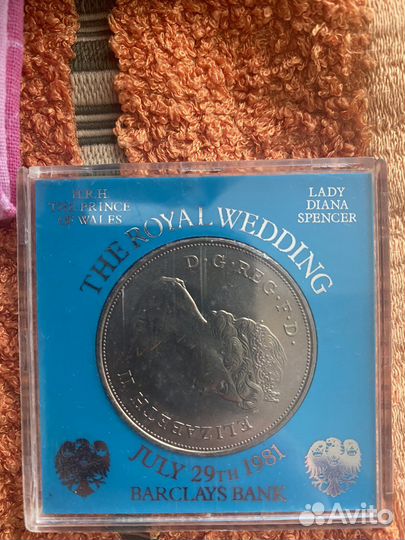 H.R.H
THE PRINCE
OF WALES
LADY
DIANA
SPENCER
THE ROYAL WEDDING
D·G·REG·F·D·
ELIZABETH II
JULY 29TH 1981
BARCLAYS BANK
Avito